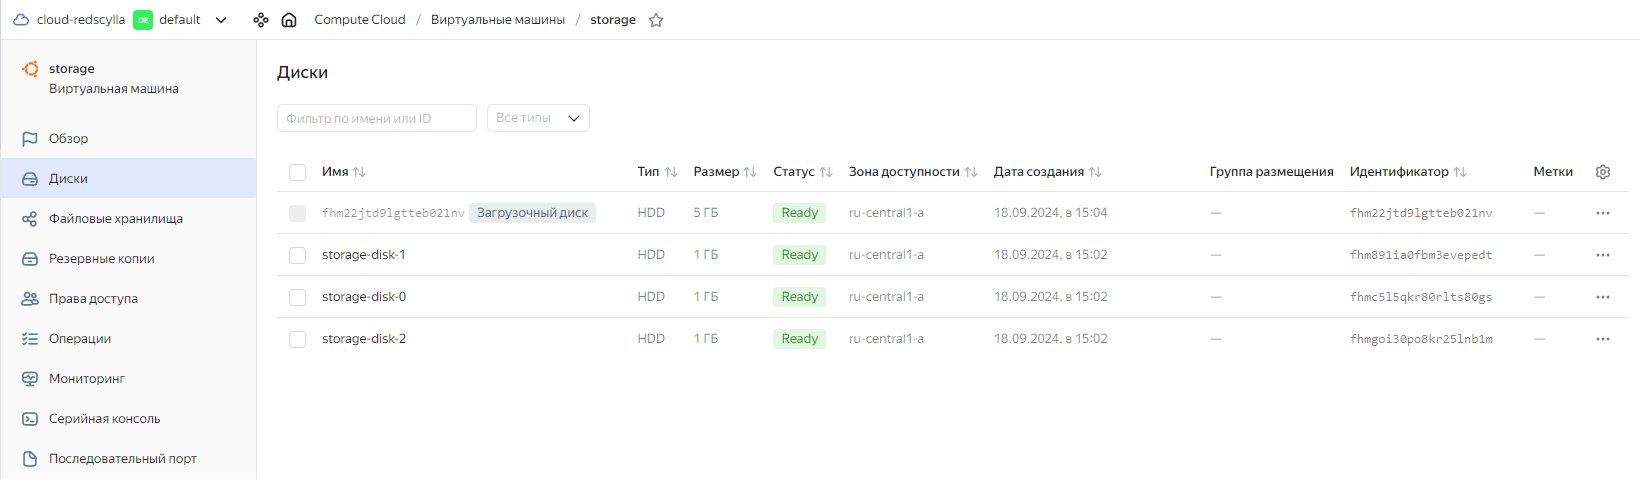 cloud-redscylla DE default Compute Cloud / Виртуальные машины / storage
storage
Виртуальная машина
Обзор
Диски
Файловые хранилища
Резервные копии
Права доступа
Операции
Мониторинг
Серийная консоль
Последовательный порт
Диски
Фильтр по имени или ID Все типы
Имя Тип Размер Статус Зона доступности Дата создания Группа размещения Идентификатор Метки
fhm22jtd9lgtteb021nv Загрузочный диск HDD 5 ГБ Ready ru-central1-a 18.09.2024, в 15:04 — fhm22jtd9lgtteb021nv —
storage-disk-1 HDD 1 ГБ Ready ru-central1-a 18.09.2024, в 15:02 — fhm891ia0fbm3evepedt —
storage-disk-0 HDD 1 ГБ Ready ru-central1-a 18.09.2024, в 15:02 — fhmc5l5qkr80rlts80gs —
storage-disk-2 HDD 1 ГБ Ready ru-central1-a 18.09.2024, в 15:02 — fhmgoi30po8kr25lnb1m —